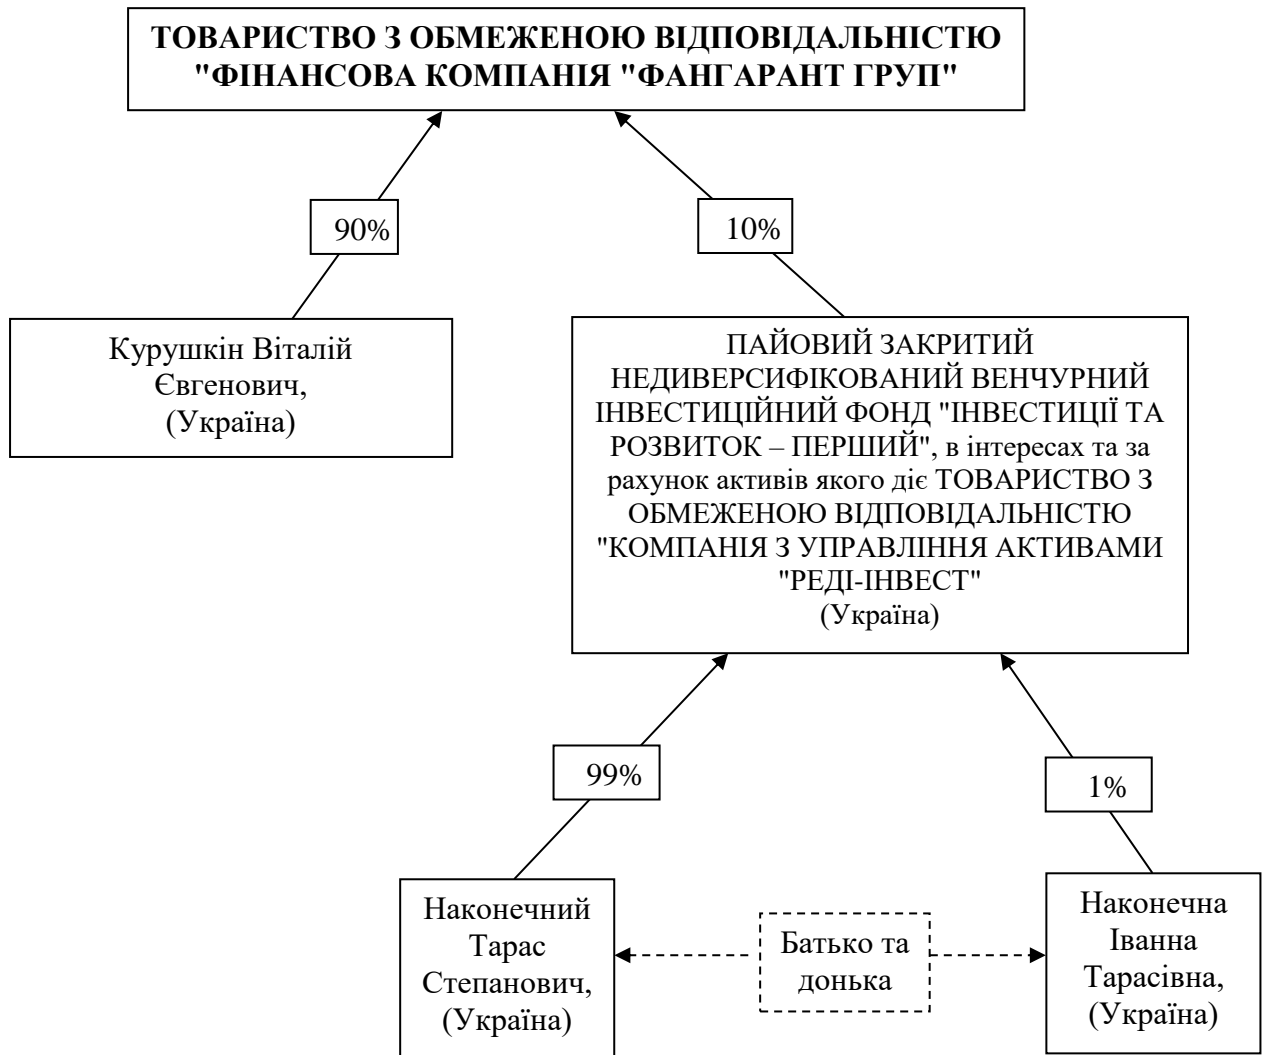 ТОВАРИСТВО З ОБМЕЖЕНОЮ ВІДПОВІДАЛЬНІСТЮ
"ФІНАНСОВА КОМПАНІЯ "ФАНГАРАНТ ГРУП"
90%
10%
Курушкін Віталій
Євгенович,
(Україна)
ПАЙОВИЙ ЗАКРИТИЙ
НЕДИВЕРСИФІКОВАНИЙ ВЕНЧУРНИЙ
ІНВЕСТИЦІЙНИЙ ФОНД "ІНВЕСТИЦІЇ ТА
РОЗВИТОК – ПЕРШИЙ", в інтересах та за
рахунок активів якого діє ТОВАРИСТВО З
ОБМЕЖЕНОЮ ВІДПОВІДАЛЬНІСТЮ
"КОМПАНІЯ З УПРАВЛІННЯ АКТИВАМИ
"РЕДІ-ІНВЕСТ"
(Україна)
99%
1%
Наконечний
Тарас
Степанович,
(Україна)
Батько та
донька
Наконечна
Іванна
Тарасівна,
(Україна)